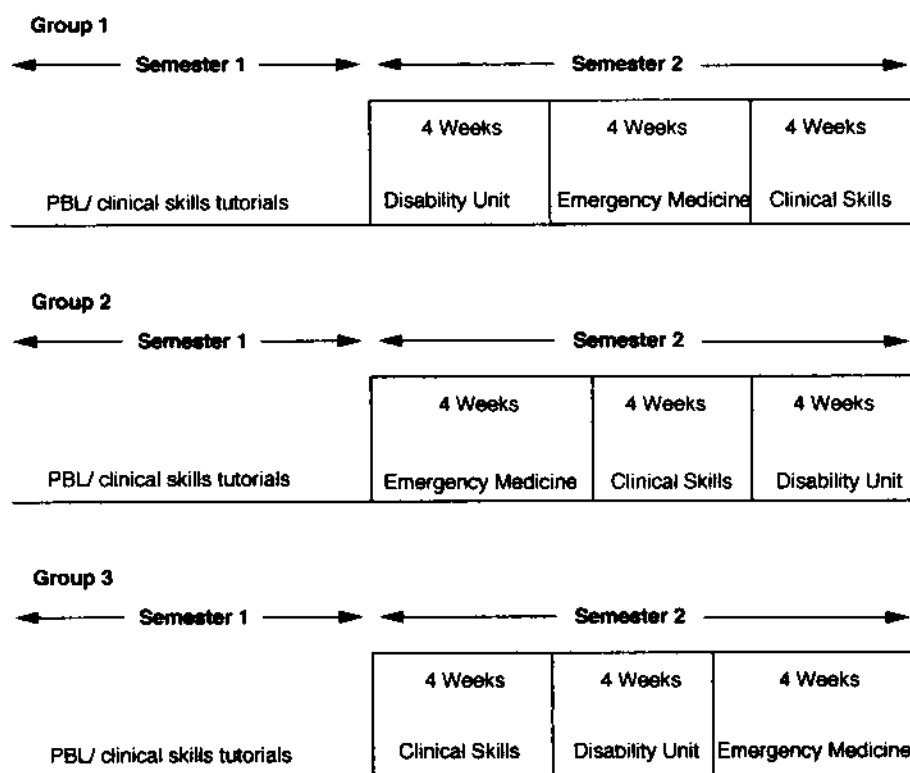 Group 1
Semester 1 Semester 2
4 Weeks 4 Weeks 4 Weeks
PBL/ clinical skills tutorials Disability Unit Emergency Medicine Clinical Skills
Group 2
Semester 1 Semester 2
4 Weeks 4 Weeks 4 Weeks
PBL/ clinical skills tutorials Emergency Medicine Clinical Skills Disability Unit
Group 3
Semester 1 Semester 2
4 Weeks 4 Weeks 4 Weeks
PBL/ clinical skills tutorials Clinical Skills Disability Unit Emergency Medicine